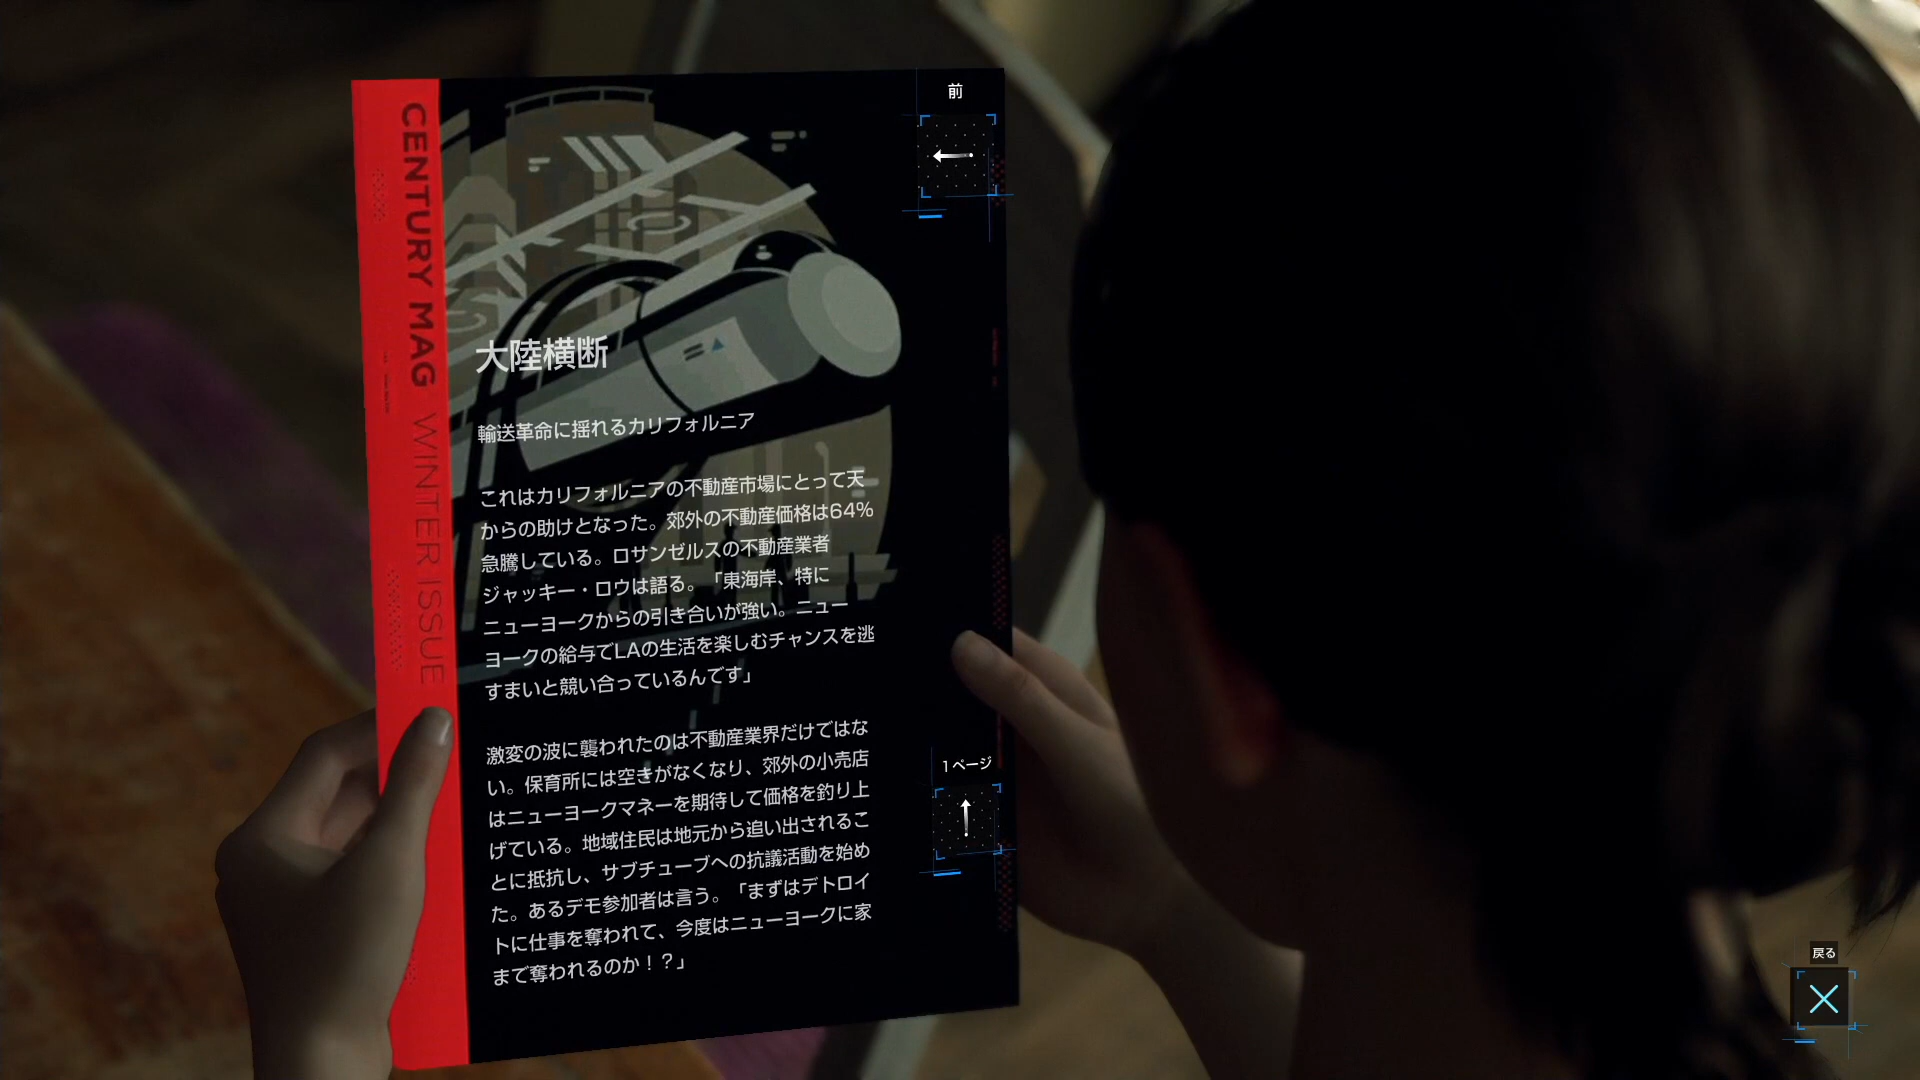 CENTURY MAG WINTER ISSUE
前
大陸横断
輸送革命に揺れるカリフォルニア
これはカリフォルニアの不動産市場にとって天
からの助けとなった。郊外の不動産価格は64%
急騰している。ロサンゼルスの不動産業者
ジャッキー・ロウは語る。「東海岸、特に
ニューヨークからの引き合いが強い。ニュー
ヨークの給与でLAの生活を楽しむチャンスを逃
すまいと競い合っているんです」
激変の波に襲われたのは不動産業界だけではな
い。保育所には空きがなくなり、郊外の小売店
はニューヨークマネーを期待して価格を釣り上
げている。地域住民は地元から追い出されるこ
とに抵抗し、サブチューブへの抗議活動を始め
た。あるデモ参加者は言う。「まずはデトロイ
トに仕事を奪われて、今度はニューヨークに家
まで奪われるのか！？」
1ページ
戻る